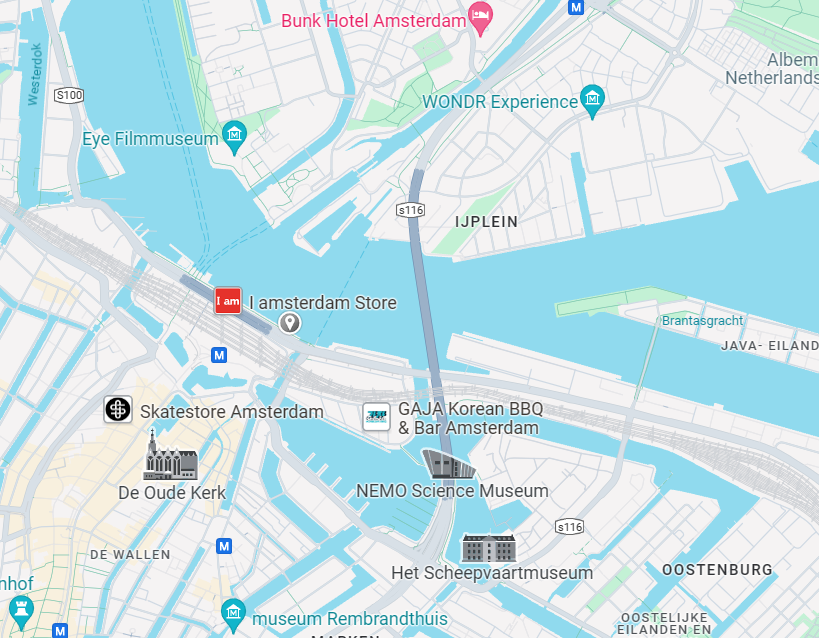 Bunk Hotel Amsterdam
M
Albem
Netherlands
Westerdok
S100
WONDR Experience
M
Eye Filmmuseum
M
s116
IJPLEIN
I am
I amsterdam Store
Brantasgracht
JAVA- EILAND
M
Skatestore Amsterdam
GAJA Korean BBQ
& Bar Amsterdam
De Oude Kerk
NEMO Science Museum
s116
DE WALLEN
M
Het Scheepvaartmuseum
OOSTENBURG
nhof
museum Rembrandthuis
M
M
OOSTELIJKE
EILANDEN EN
MARKEN